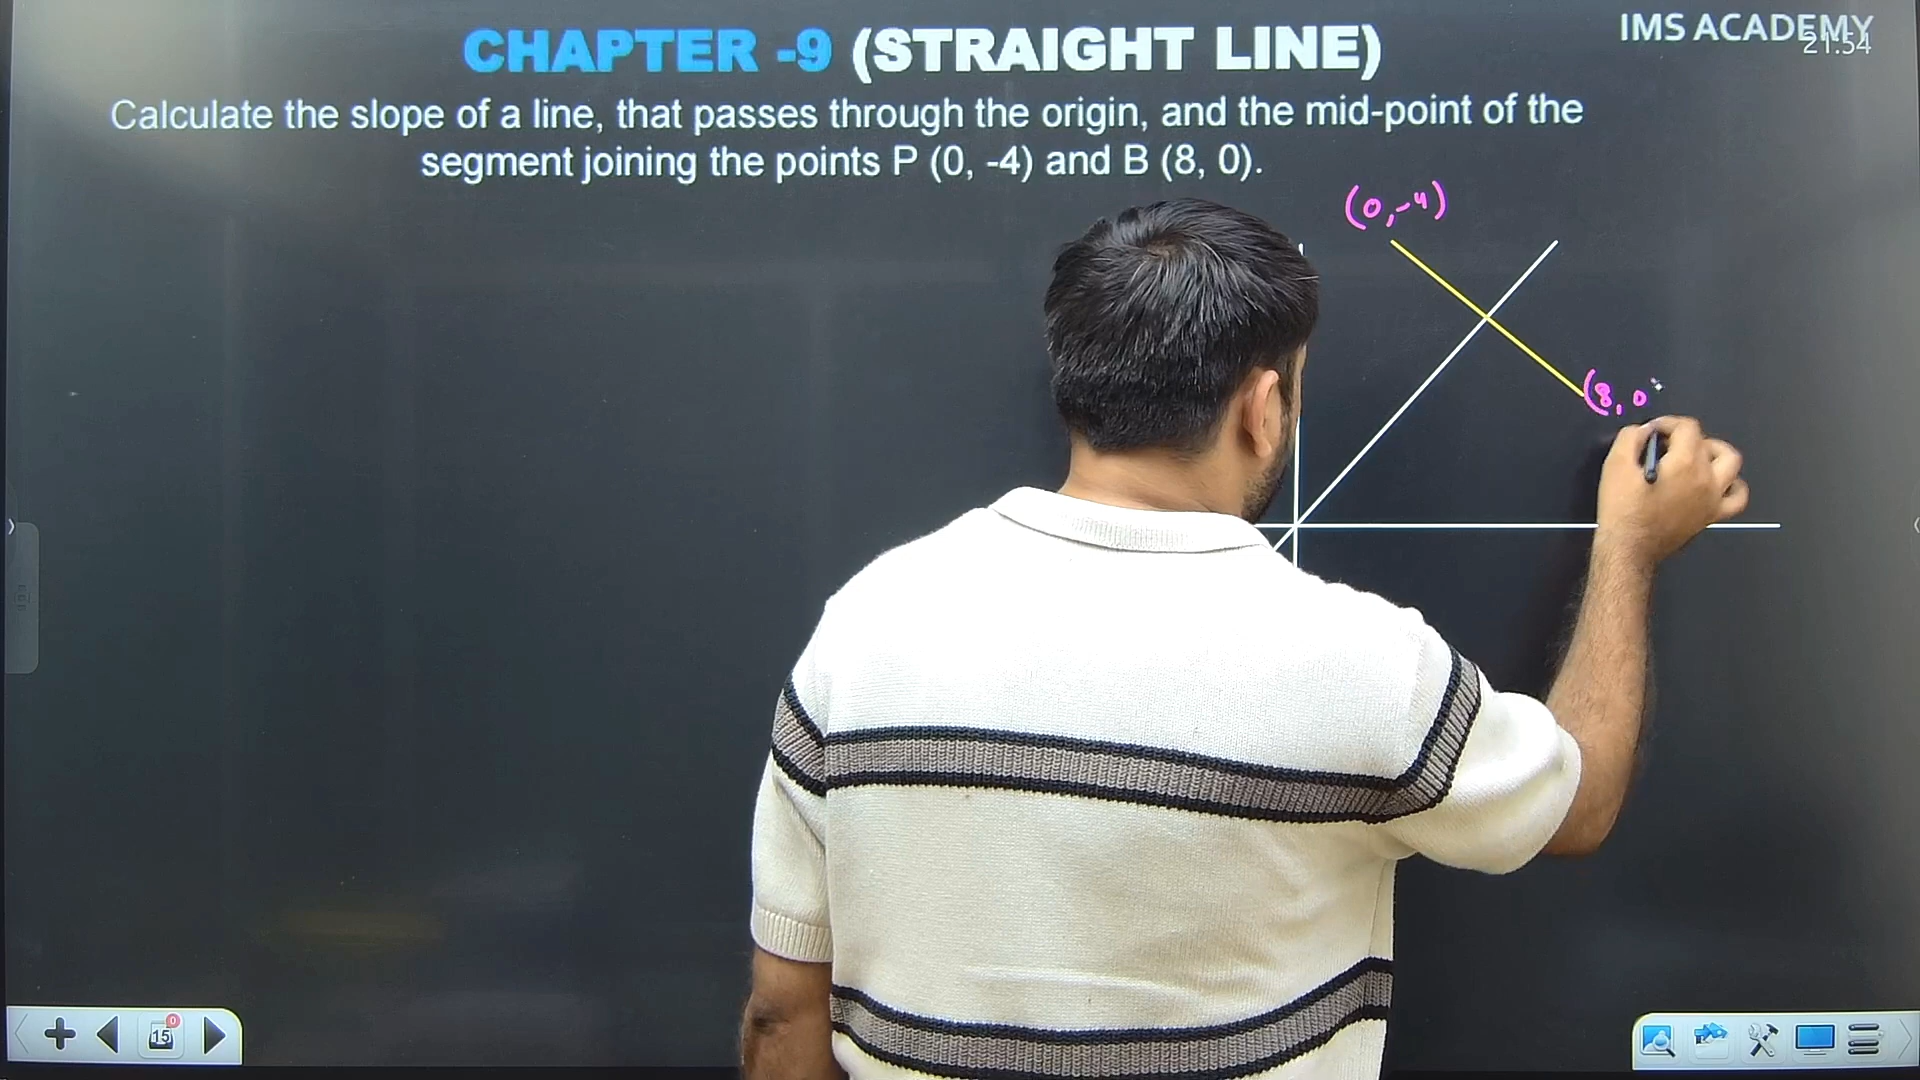 IMS ACADEMY
21:54
CHAPTER -9 (STRAIGHT LINE)
Calculate the slope of a line, that passes through the origin, and the mid-point of the
segment joining the points P (0, -4) and B (8, 0).
(0,-4)
(8, 0
15
0